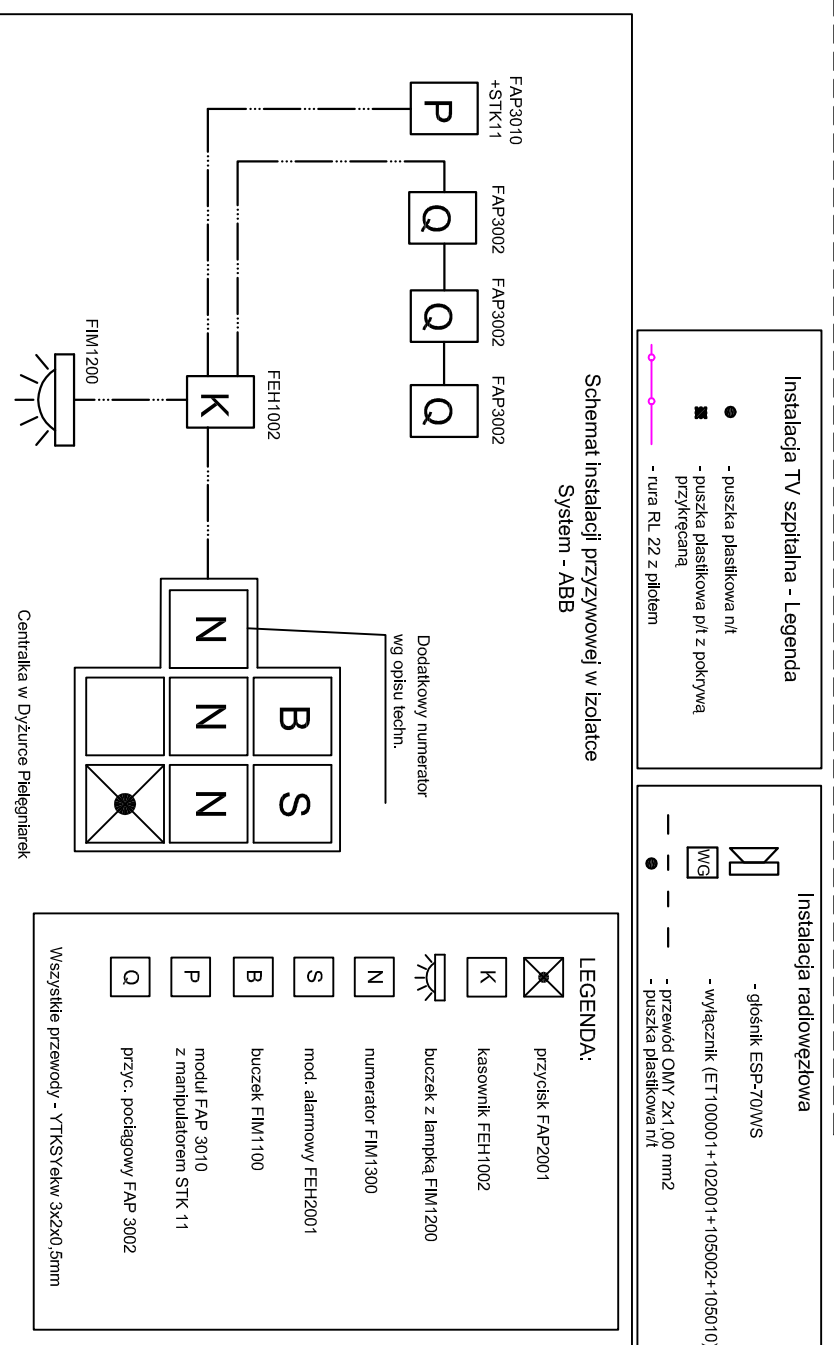 Instalacja TV szpitalna - Legenda
- puszka plastikowa n/t
- puszka plastikowa p/t z pokrywą
przykręcaną
- rura RL 22 z pilotem
Instalacja radiowęzłowa
- głośnik ESP-70/WS
WG
- wyłącznik (ET100001+102001+105002+105010)
- przewód OMY 2x1,00 mm2
- puszka plastikowa n/t
Schemat instalacji przyzywowej w izolatce
System - ABB
FAP3010
+STK11
P
FAP3002
Q
FAP3002
Q
FAP3002
Q
FEH1002
K
FIM1200
Dodatkowy numerator
wg opisu techn.
B
S
N
N
N
Centralka w Dyżurce Pielęgniarek
LEGENDA:
przycisk FAP2001
K
kasownik FEH1002
buczek z lampką FIM1200
N
numerator FIM1300
S
mod. alarmowy FEH2001
B
buczek FIM1100
P
moduł FAP 3010
z manipulatorem STK 11
Q
przyc. pociągowy FAP 3002
Wszystkie przewody - YTKSYekw 3x2x0,5mm